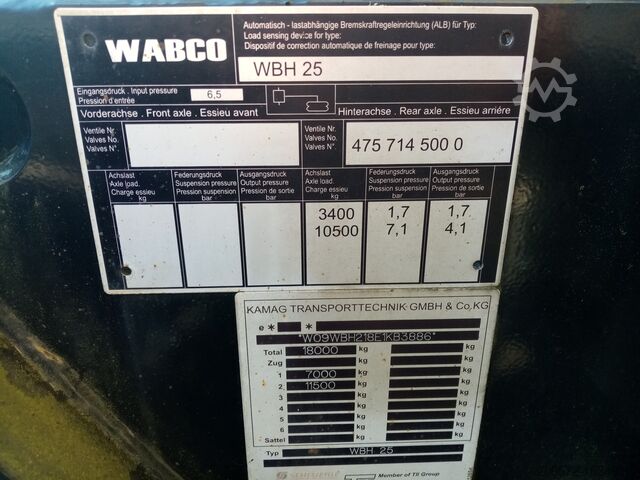 WABCO
Automatisch - lastabhängige Bremskraftregeleinrichtung (ALB) für Typ:
Load sensing device for type:
Dispositif de correction automatique de freinage pour type:
WBH 25
Eingangsdruck . Input pressure
Pression d'entrée
6,5
Vorderachse . Front axle . Essieu avant
Hinterachse . Rear axle . Essieu arriére
Ventile Nr.
Valves No.
Valves N°.
Ventile Nr.
Valves No.
Valves N°.
475 714 500 0
Achslast
Axle load.
Charge essieu
kg
Federungsdruck
Suspension pressure
Pression suspension
bar
Ausgangsdruck
Output pressure
Pression de sortie
bar
Achslast
Axle load.
Charge essieu
kg
Federungsdruck
Suspension pressure
Pression suspension
bar
Ausgangsdruck
Output pressure
Pression de sortie
bar
3400 1,7 1,7
10500 7,1 4,1
KAMAG TRANSPORTTECHNIK GMBH & Co,KG
e* * *
*W09WBH218E1KB3886*
Total 18000 kg kg
Zug kg kg
1 7000 kg kg
2 11500 kg kg
3 kg kg
4 kg kg
5 kg kg
6 kg kg
Sattel kg kg
Typ WBH 25
SCHEUERLE
Member of TII Group